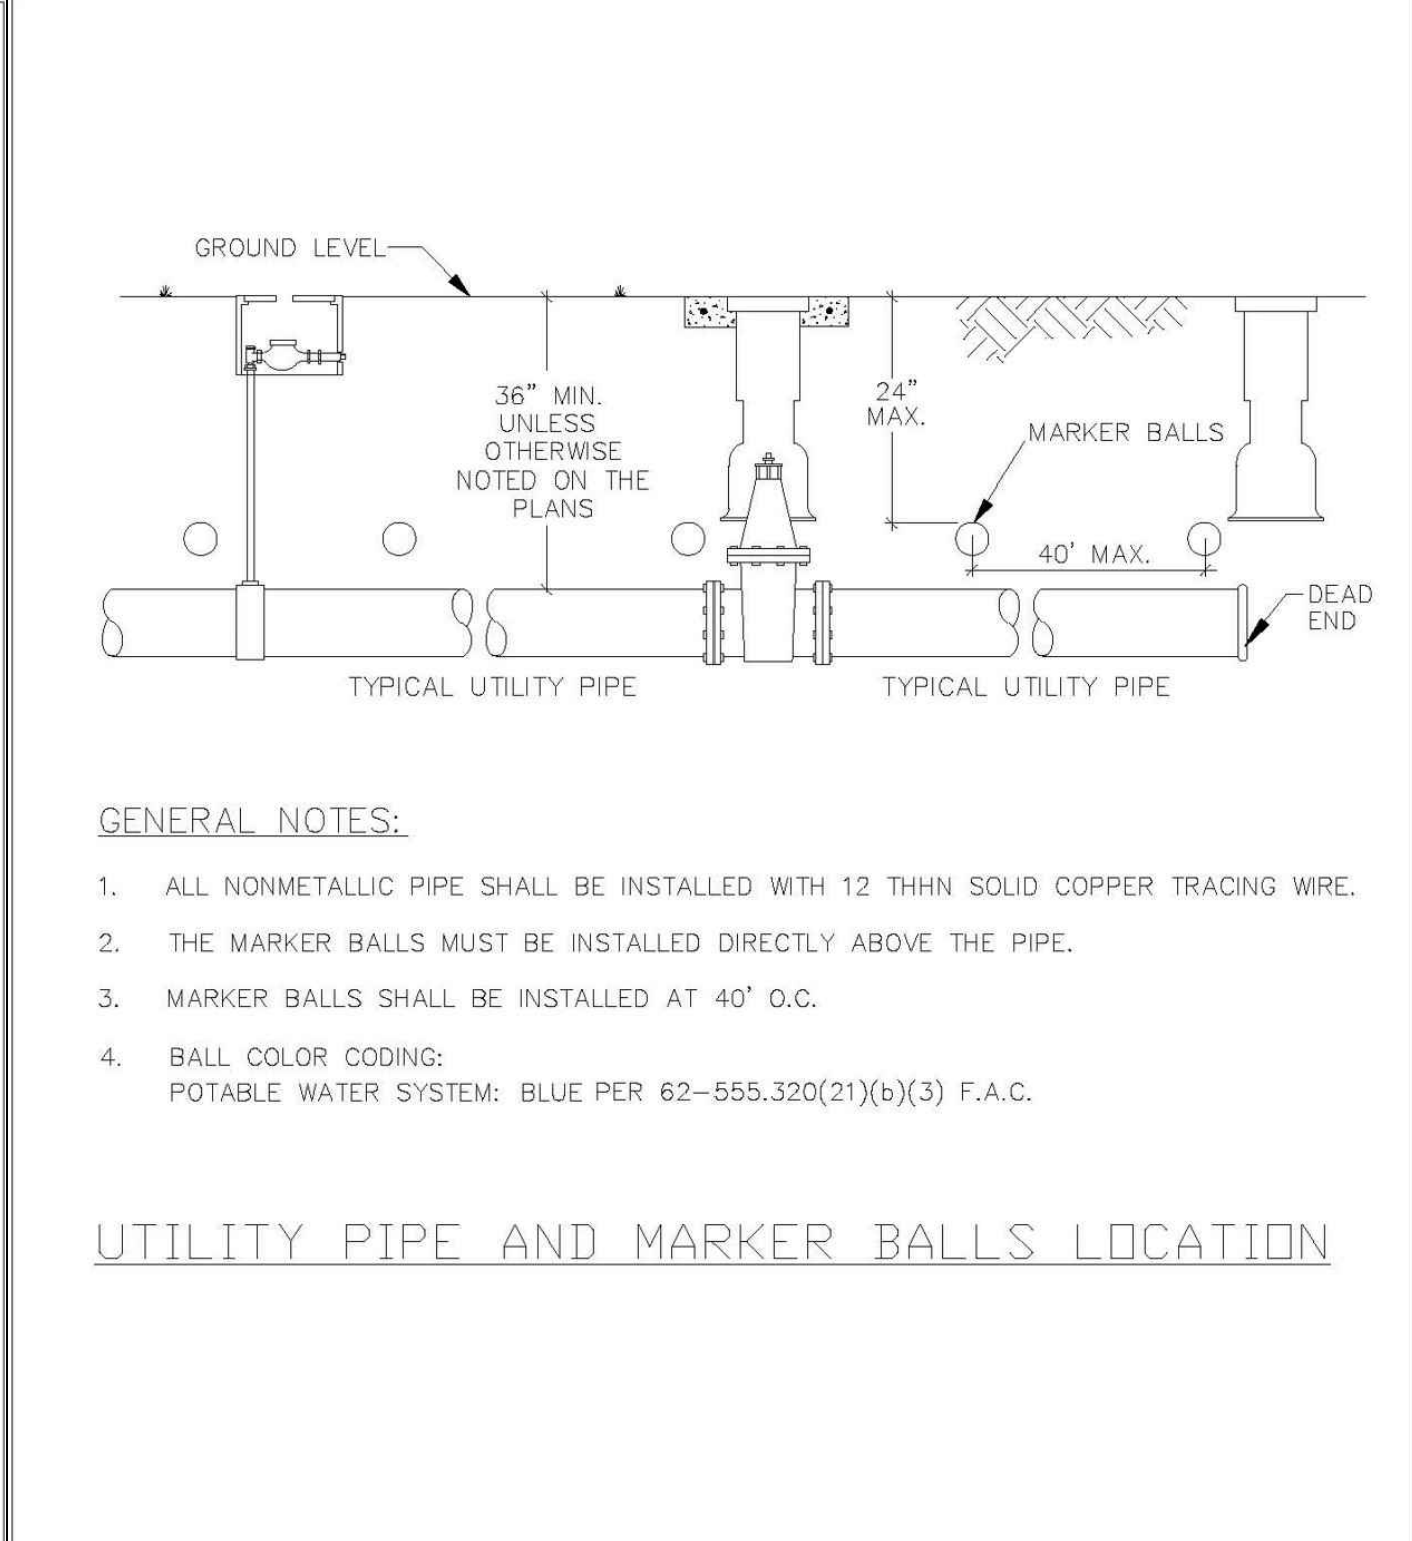 GROUND LEVEL
36" MIN.
UNLESS
OTHERWISE
NOTED ON THE
PLANS
24"
MAX.
MARKER BALLS
40' MAX.
DEAD
END
TYPICAL UTILITY PIPE
TYPICAL UTILITY PIPE
GENERAL NOTES:
1. ALL NONMETALLIC PIPE SHALL BE INSTALLED WITH 12 THHN SOLID COPPER TRACING WIRE.
2. THE MARKER BALLS MUST BE INSTALLED DIRECTLY ABOVE THE PIPE.
3. MARKER BALLS SHALL BE INSTALLED AT 40' O.C.
4. BALL COLOR CODING:
POTABLE WATER SYSTEM: BLUE PER 62-555.320(21)(b)(3) F.A.C.
UTILITY PIPE AND MARKER BALLS LOCATION